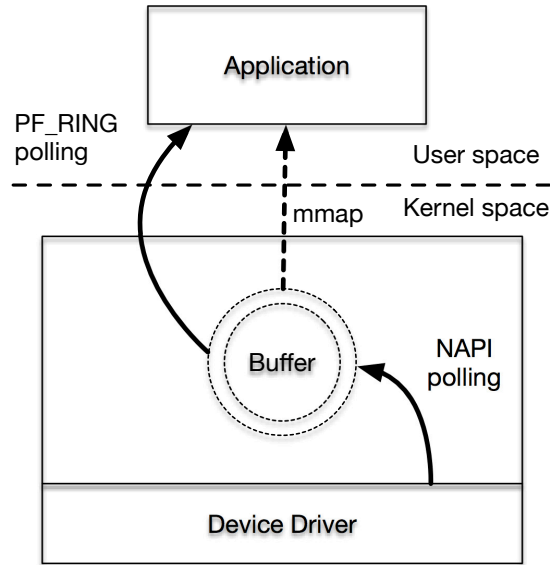 Application
PF_RING
polling
User space
Kernel space
mmap
Buffer
NAPI
polling
Device Driver